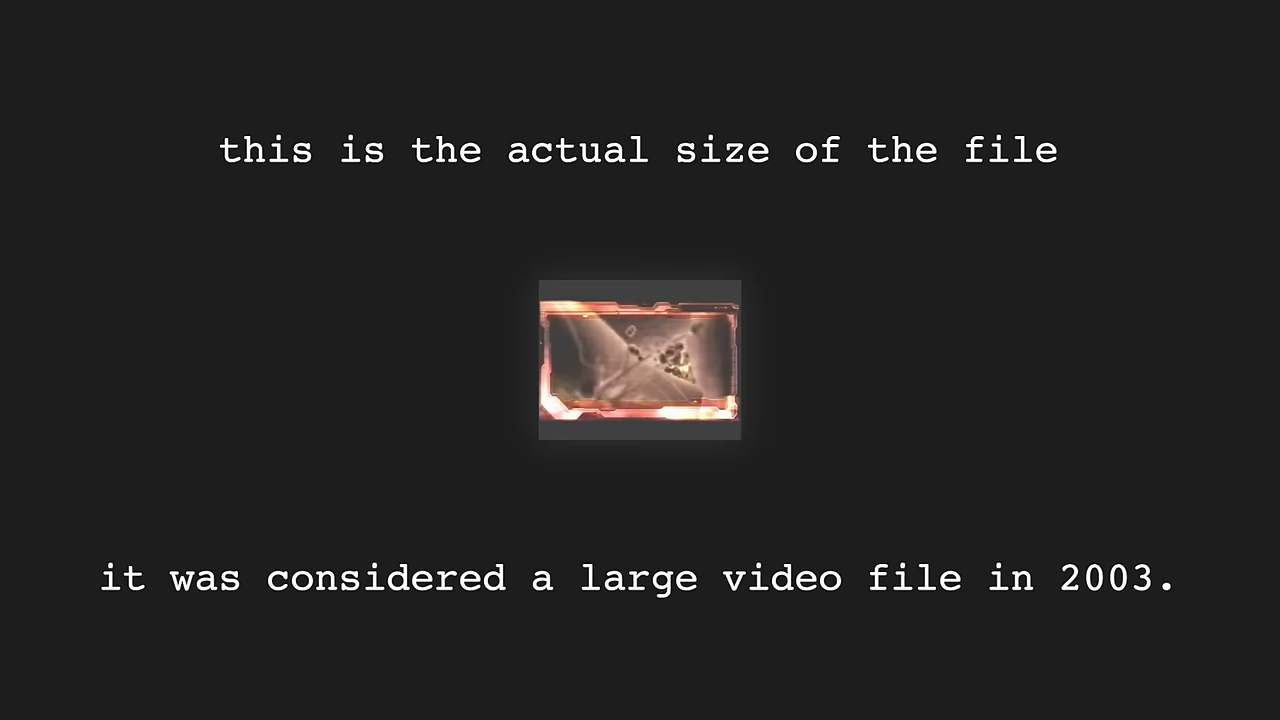 this is the actual size of the file
it was considered a large video file in 2003.